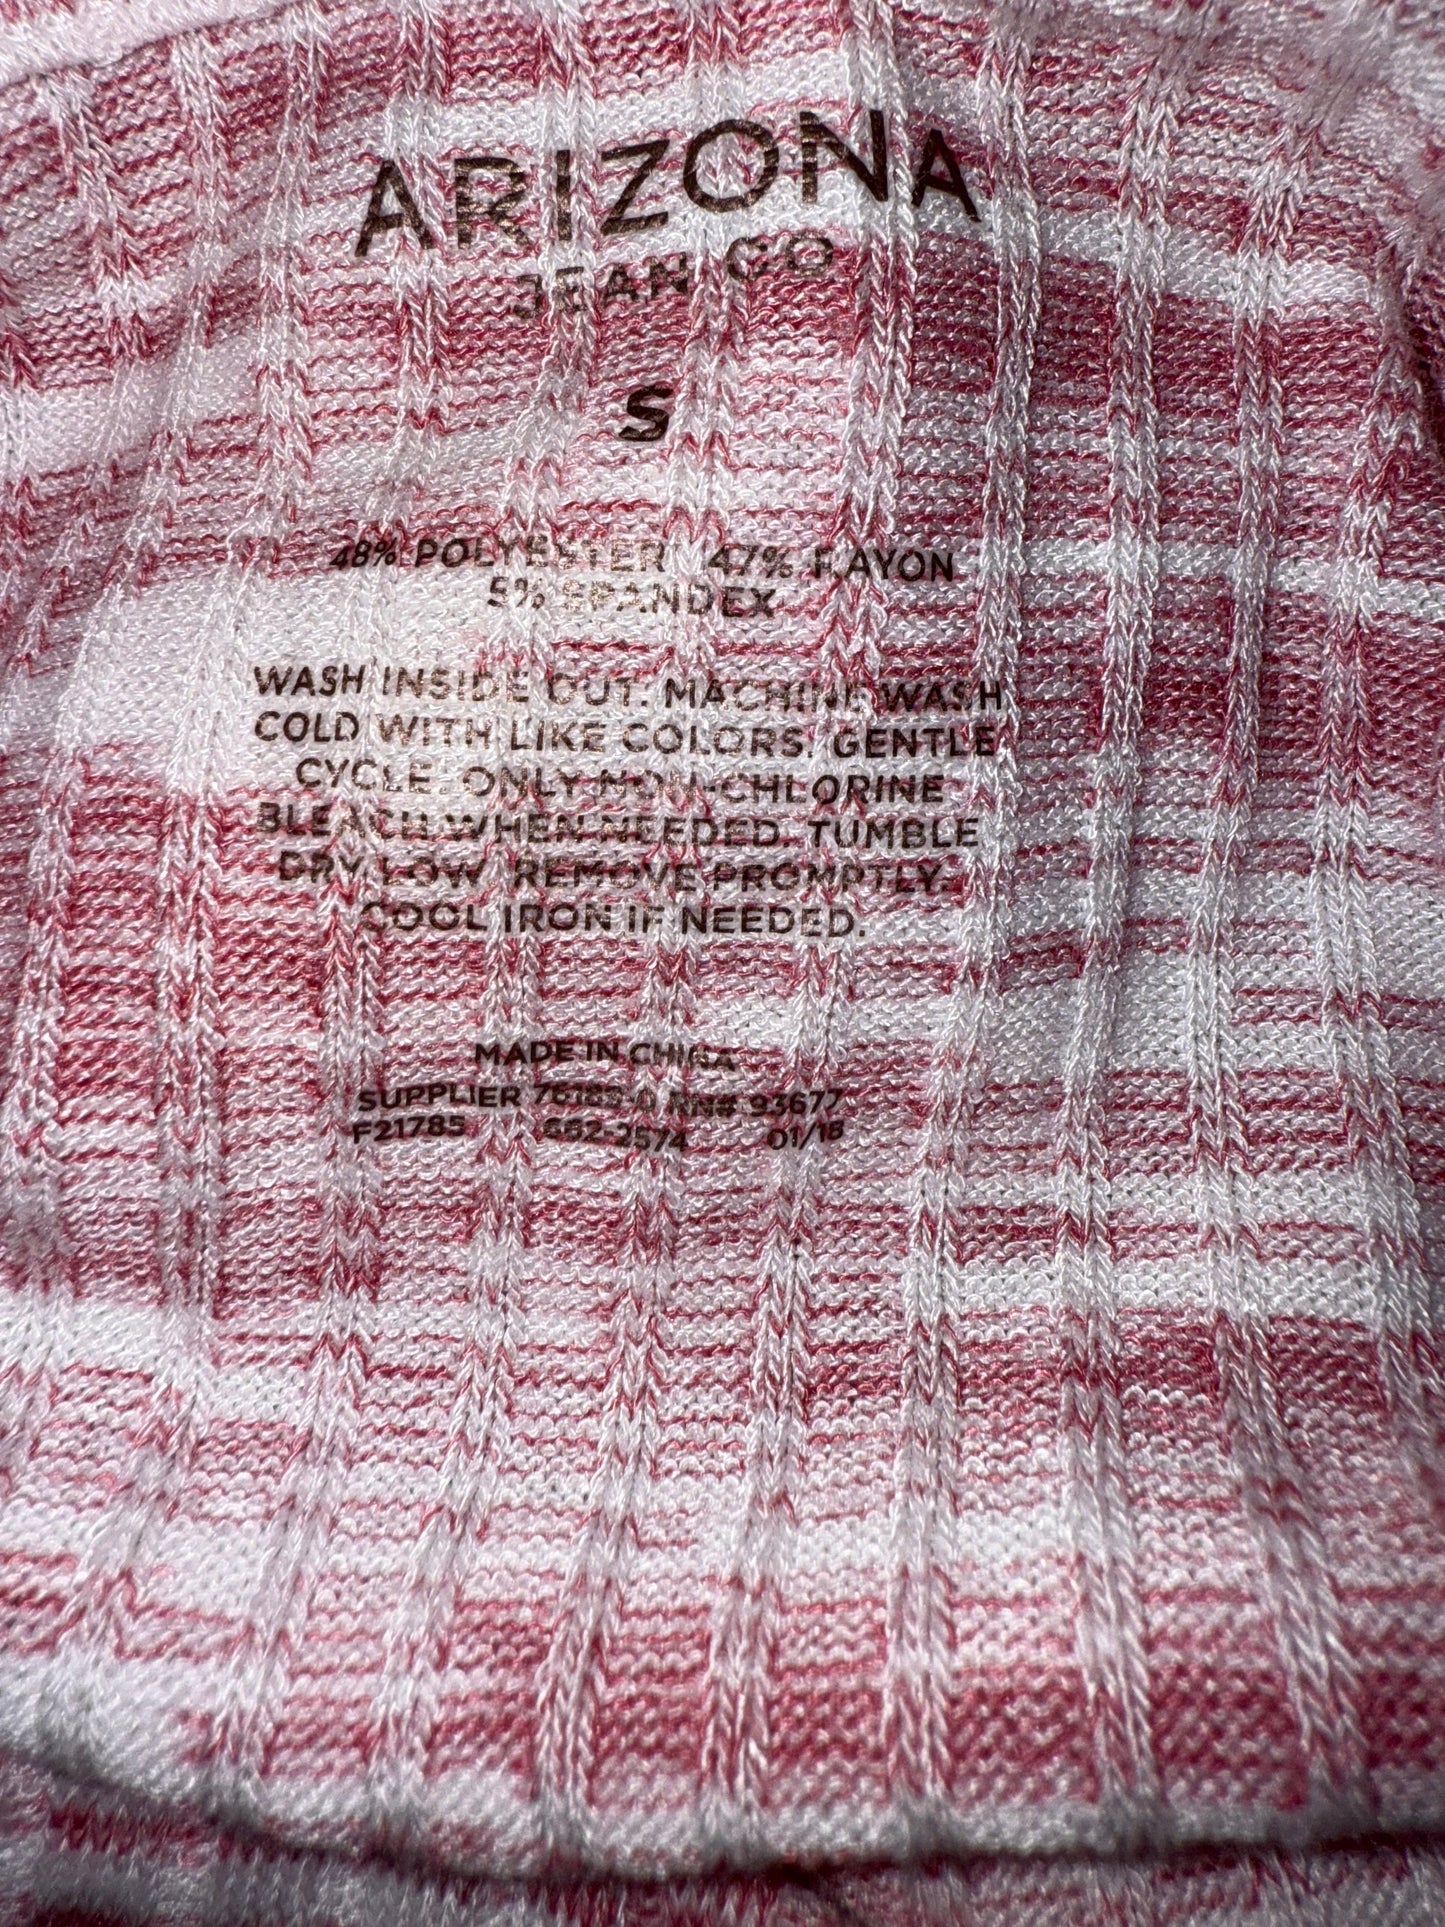 ARIZONA
JEAN CO
S
48% POLYESTER 47% RAYON
5% SPANDEX
WASH INSIDE OUT. MACHINE WASH
COLD WITH LIKE COLORS. GENTLE
CYCLE. ONLY NON-CHLORINE
BLEACH WHEN NEEDED. TUMBLE
DRY LOW. REMOVE PROMPTLY.
COOL IRON IF NEEDED.
MADE IN CHINA
SUPPLIER RN# 93677
F21785 01/18